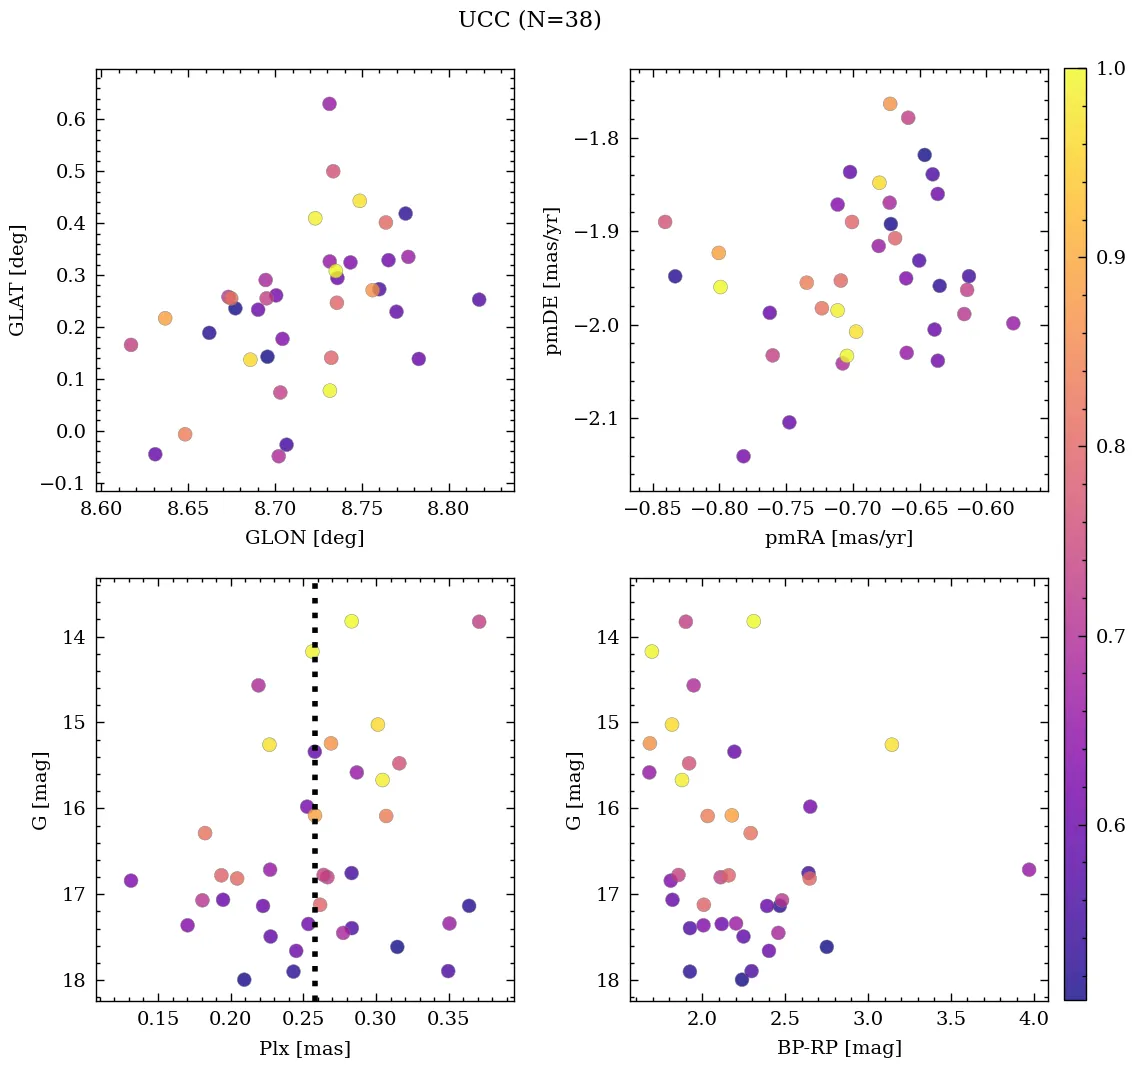 UCC (N=38)
GLAT [deg]
0.6
0.5
0.4
0.3
0.2
0.1
0.0
−0.1
8.60 8.65 8.70 8.75 8.80
GLON [deg]
pmDE [mas/yr]
−1.8
−1.9
−2.0
−2.1
−0.85 −0.80 −0.75 −0.70 −0.65 −0.60
pmRA [mas/yr]
1.0
0.9
0.8
0.7
0.6
G [mag]
14
15
16
17
18
0.15 0.20 0.25 0.30 0.35
Plx [mas]
G [mag]
14
15
16
17
18
2.0 2.5 3.0 3.5 4.0
BP-RP [mag]